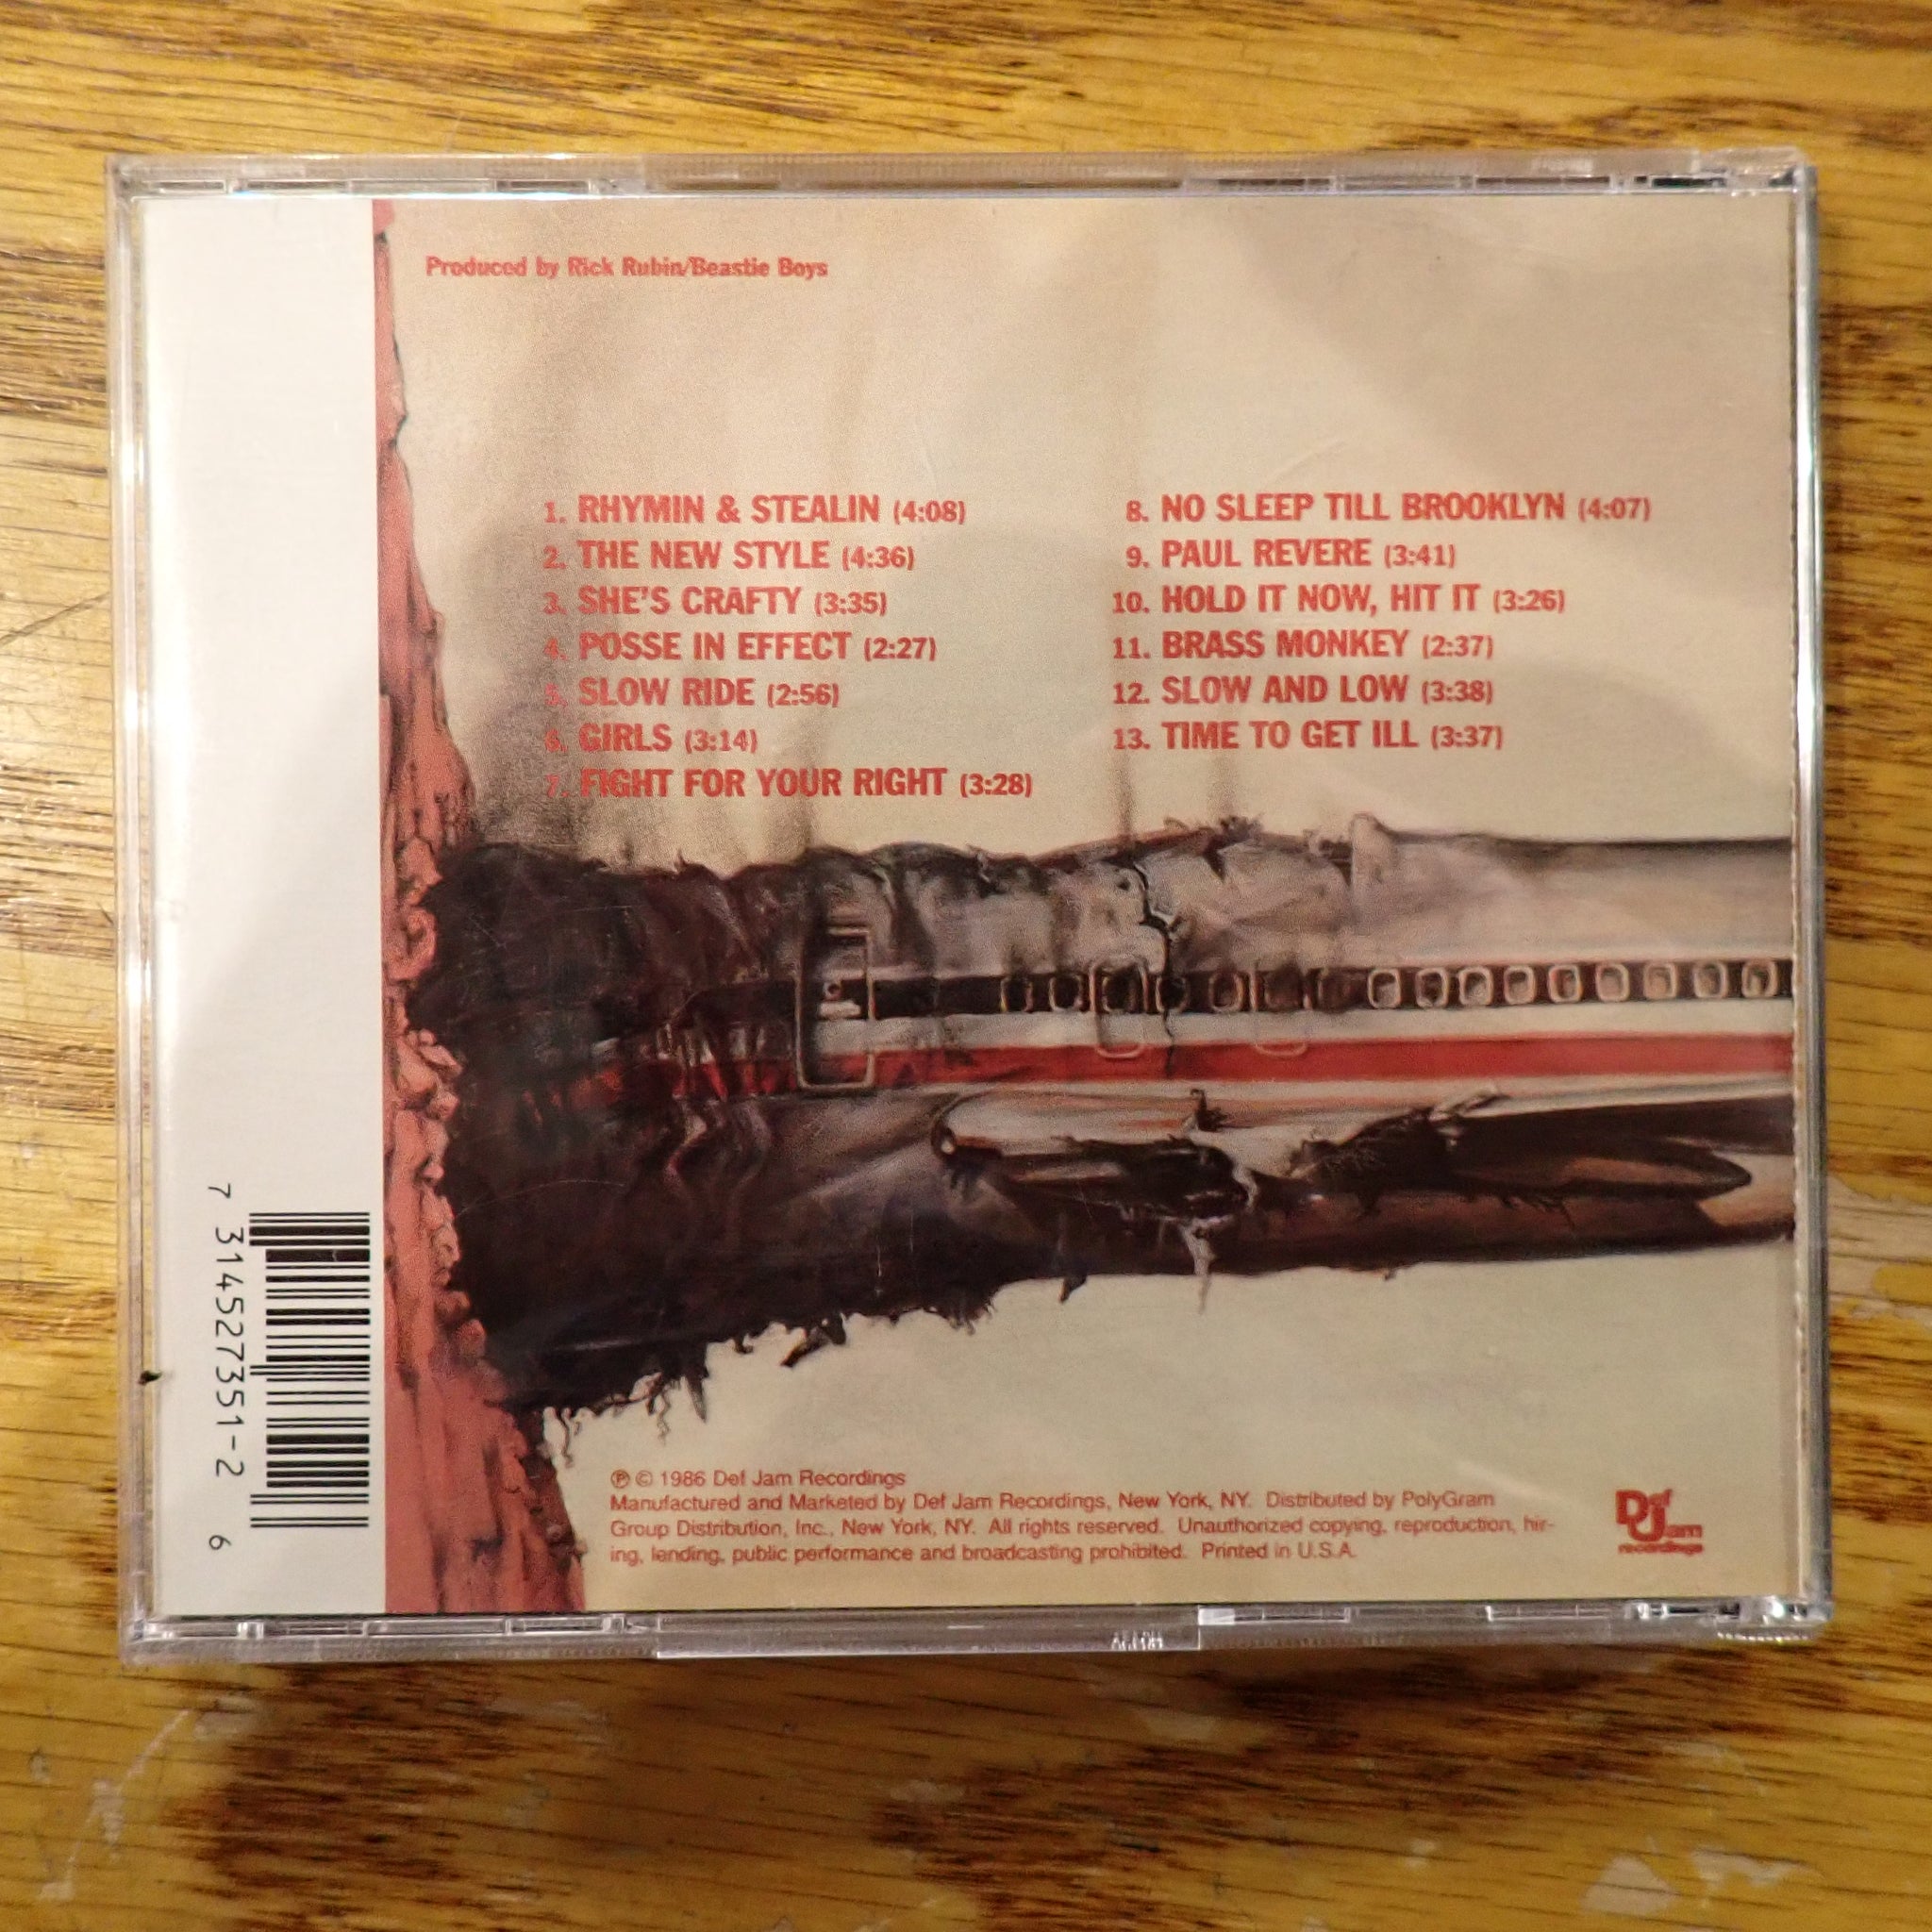 Produced by Rick Rubin/Beastie Boys
1. RHYMIN & STEALIN (4:08)
2. THE NEW STYLE (4:36)
3. SHE'S CRAFTY (3:35)
4. POSSE IN EFFECT (2:27)
5. SLOW RIDE (2:56)
6. GIRLS (3:14)
7. FIGHT FOR YOUR RIGHT (3:28)
8. NO SLEEP TILL BROOKLYN (4:07)
9. PAUL REVERE (3:41)
10. HOLD IT NOW, HIT IT (3:26)
11. BRASS MONKEY (2:37)
12. SLOW AND LOW (3:38)
13. TIME TO GET ILL (3:37)
7 31452 7351-2 6
℗ © 1986 Def Jam Recordings
Manufactured and Marketed by Def Jam Recordings, New York, NY. Distributed by PolyGram
Group Distribution, Inc., New York, NY. All rights reserved. Unauthorized copying, reproduction, hir-
ing, lending, public performance and broadcasting prohibited. Printed in U.S.A.
Def Jam
recordings